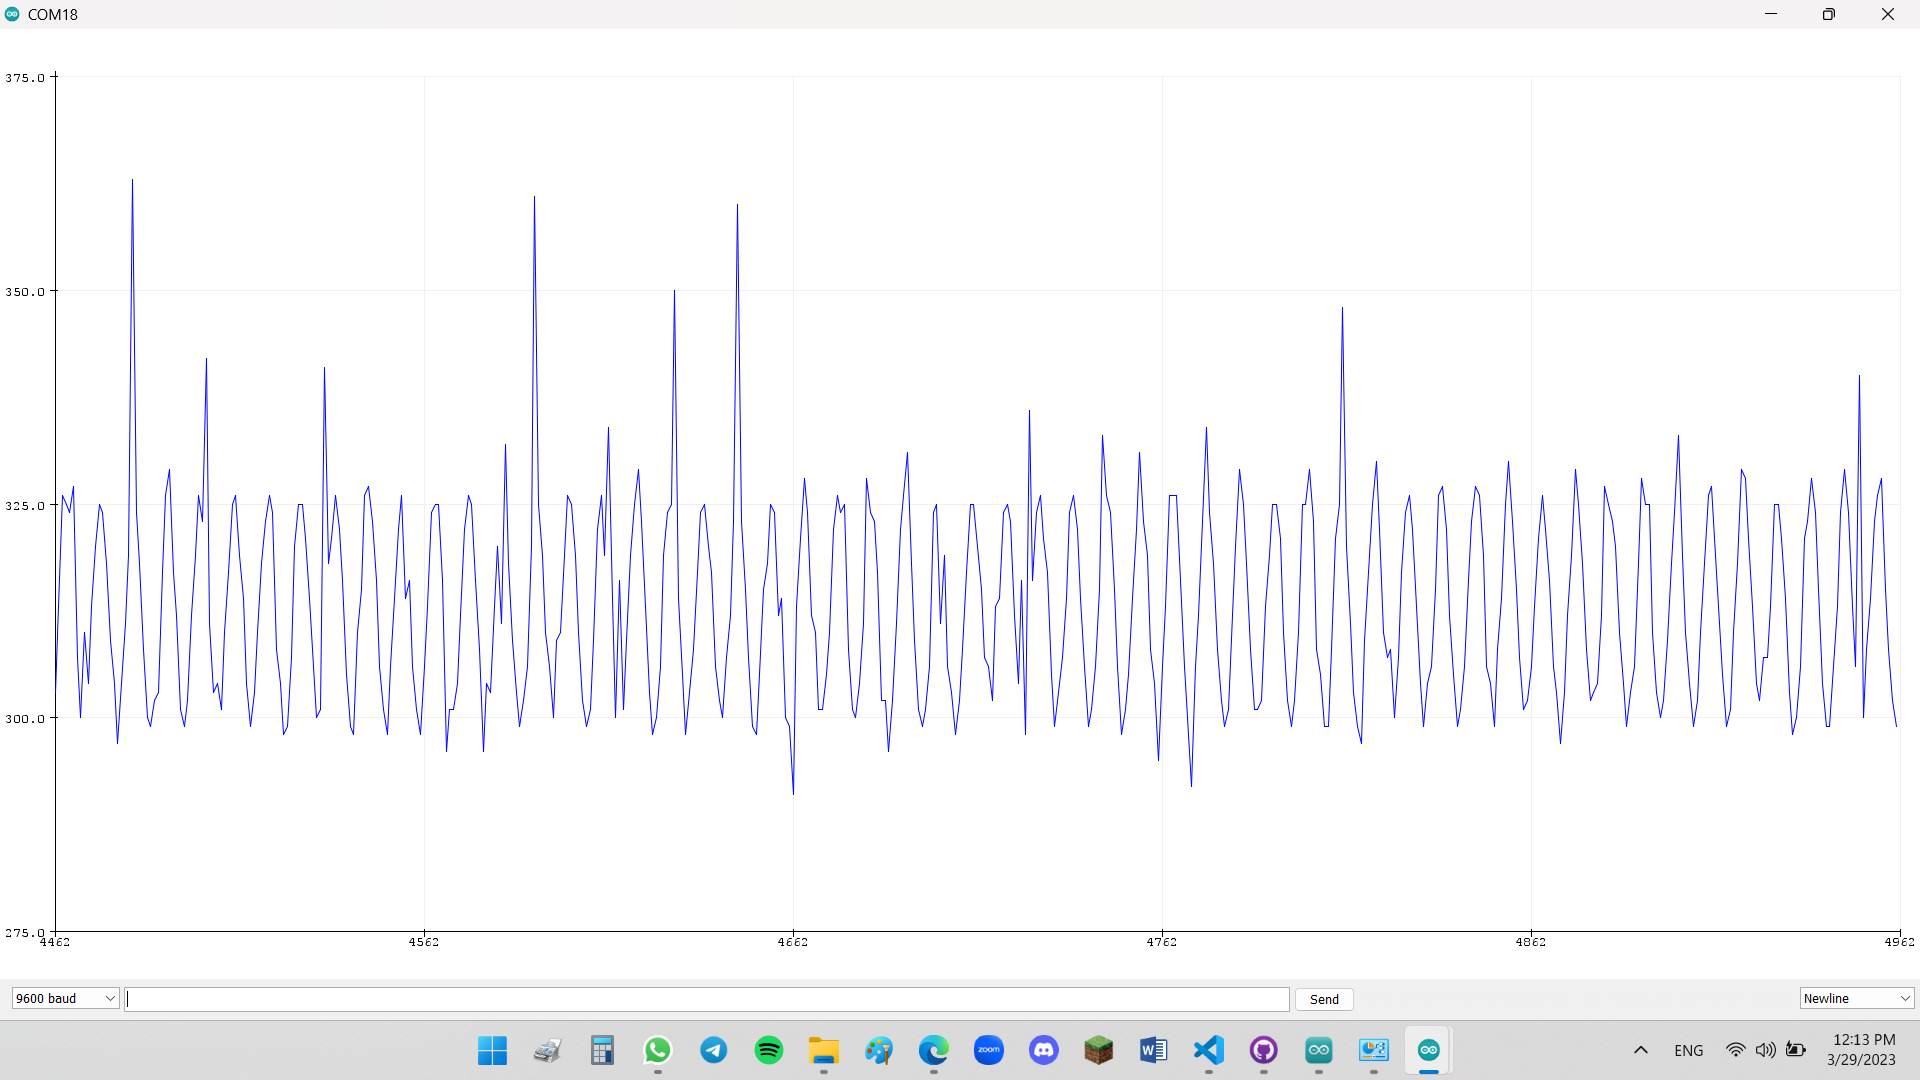 COM18
375.0
350.0
325.0
300.0
275.0
4462 4562 4662 4762 4862 4962
9600 baud Send Newline
zoom
W
ENG
12:13 PM
3/29/2023